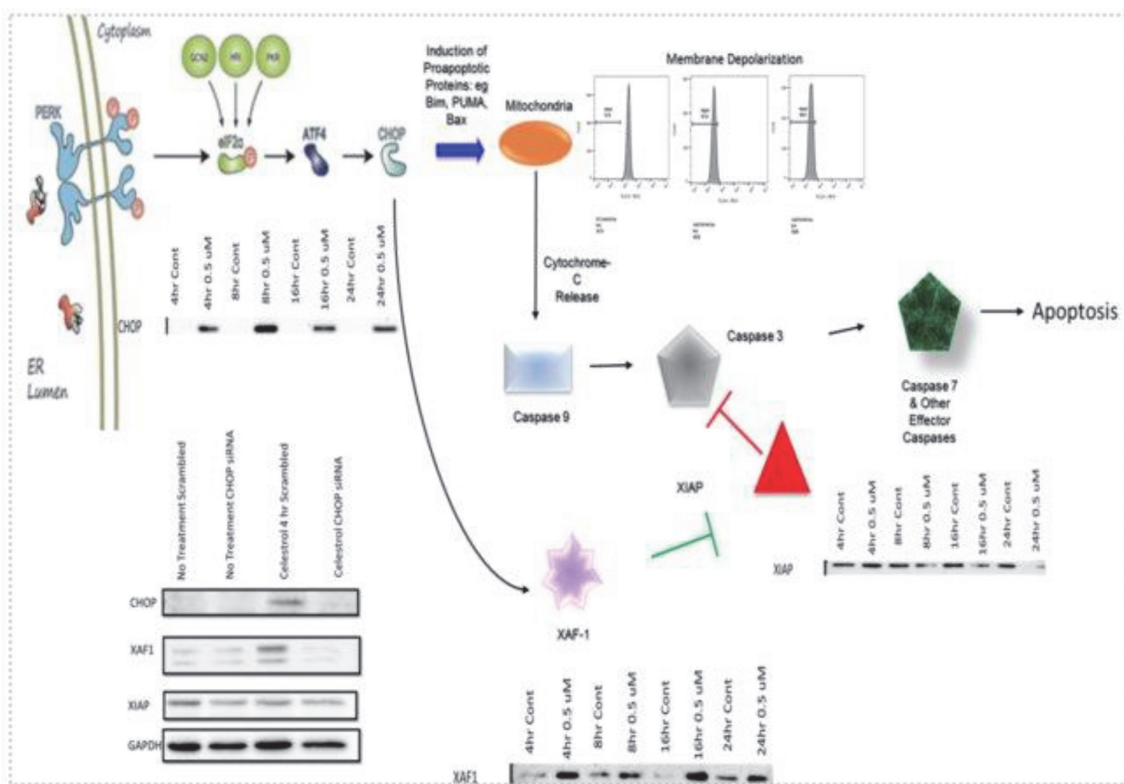 Cytoplasm
GCN2 HRI PKR
PERK
P
P
P
eIF2α P
ATF4
CHOP
Induction of
Proapoptotic
Proteins: eg
Bim, PUMA,
Bax
Mitochondria
Membrane Depolarization
4hr Cont
4hr 0.5 uM
8hr Cont
8hr 0.5 uM
16hr Cont
16hr 0.5 uM
24hr Cont
24hr 0.5 uM
CHOP
ER
Lumen
Cytochrome-
C
Release
Caspase 9
Caspase 3
Caspase 7
& Other
Effector
Caspases
Apoptosis
XIAP
XAF-1
4hr Cont
4hr 0.5 uM
8hr Cont
8hr 0.5 uM
16hr Cont
16hr 0.5 uM
24hr Cont
24hr 0.5 uM
XIAP
No Treatment Scrambled
No Treatment CHOP siRNA
Celestrol 4 hr Scrambled
Celestrol CHOP siRNA
CHOP
XAF1
XIAP
GAPDH
4hr Cont
4hr 0.5 uM
8hr Cont
8hr 0.5 uM
16hr Cont
16hr 0.5 uM
24hr Cont
24hr 0.5 uM
XAF1